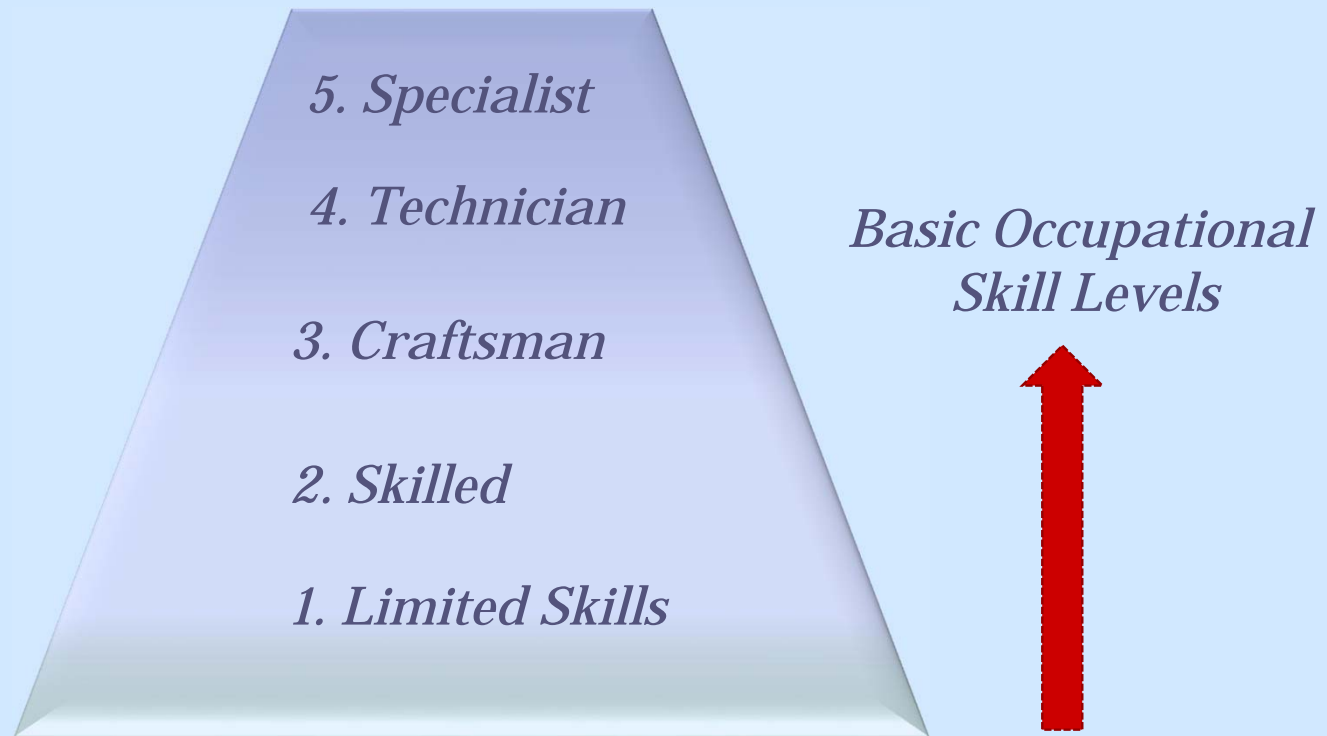 5. Specialist
4. Technician
3. Craftsman
2. Skilled
1. Limited Skills
Basic Occupational
Skill Levels